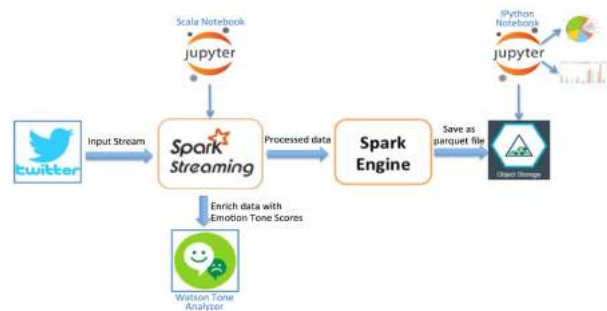 Scala Notebook
jupyter
IPython
Notebook
jupyter
twitter
Input Stream
Spark
Streaming
Processed data
Spark
Engine
Save as
parquet file
Object Storage
Enrich data with
Emotion Tone Scores
Watson Tone
Analyzer